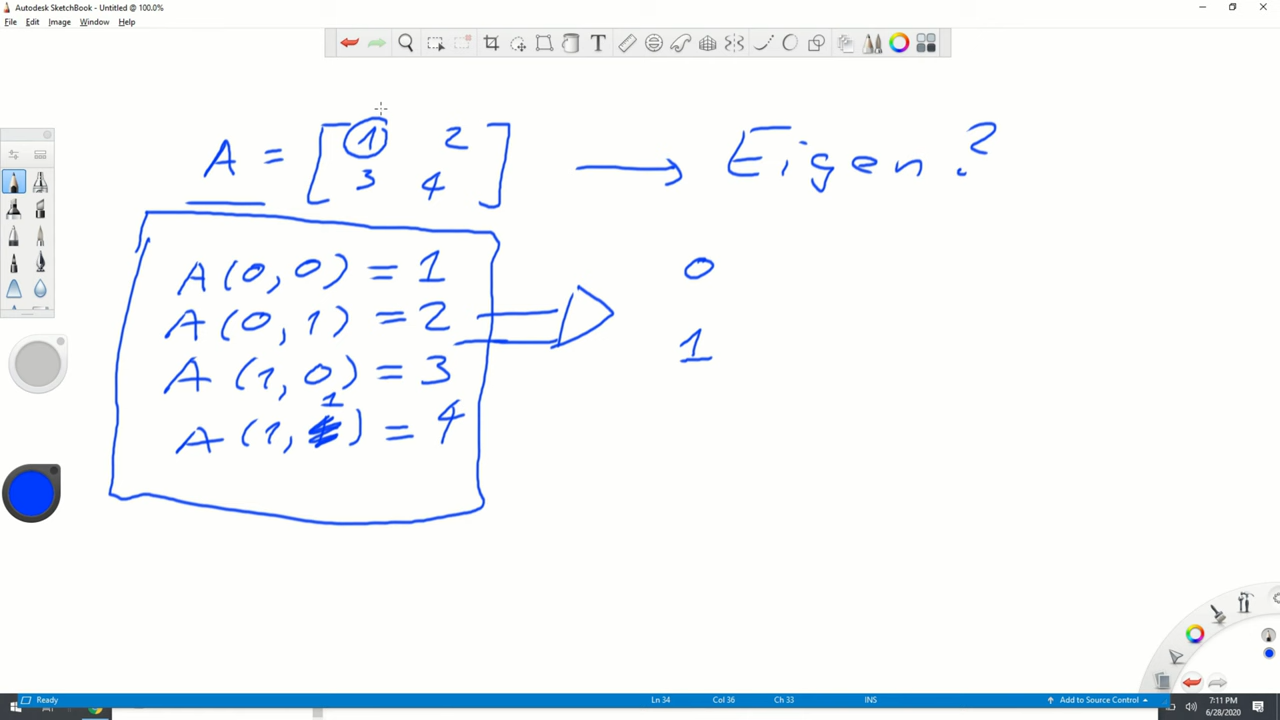 Autodesk SketchBook - Untitled @ 100.0%
File Edit Image Window Help
A = [ 1 2 → Eigen?
3 4 ]
A(0,0) = 1
A(0,1) = 2
A(1,0) = 3
A(1,1) = 4
0
1
Ready Ln 34 Col 36 Ch 33 INS Add to Source Control
7:11 PM
6/28/2020